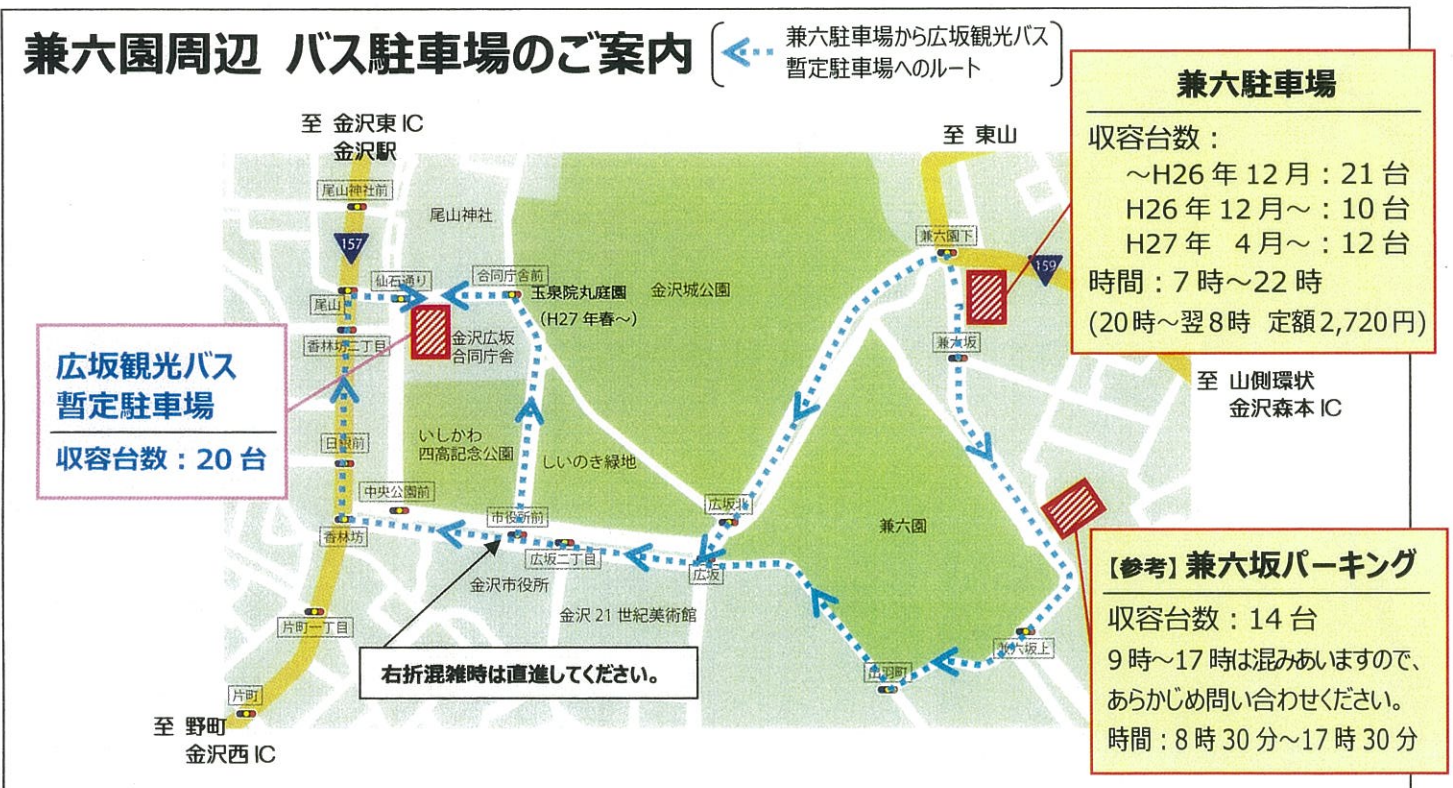 兼六園周辺 バス駐車場のご案内
兼六駐車場から広坂観光バス
暫定駐車場へのルート
至 金沢東IC
金沢駅
至 東山
兼六駐車場
収容台数：
～H26年12月：21台
H26年12月～：10台
H27年 4月～：12台
時間：7時～22時
(20時～翌8時 定額2,720円)
尾山神社前
尾山神社
157
兼六園下
159
仙石通り
合同庁舎前
尾山
玉泉院丸庭園
(H27年春～)
金沢城公園
香林坊二丁目
金沢広坂
合同庁舎
兼六坂
広坂観光バス
暫定駐車場
収容台数：20台
至 山側環状
金沢森本IC
日銀前
いしかわ
四高記念公園
しいのき緑地
中央公園前
香林坊
市役所前
広坂二丁目
広坂北
広坂
兼六園
金沢市役所
金沢21世紀美術館
片町一丁目
右折混雑時は直進してください。
兼六坂上
出羽町
片町
至 野町
金沢西IC
【参考】兼六坂パーキング
収容台数：14台
9時～17時は混みあいますので、
あらかじめ問い合わせください。
時間：8時30分～17時30分